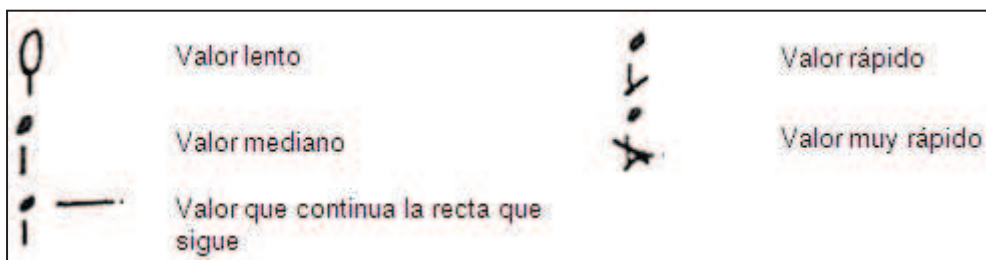 Valor lento
Valor rápido
Valor mediano
Valor muy rápido
Valor que continua la recta que
sigue